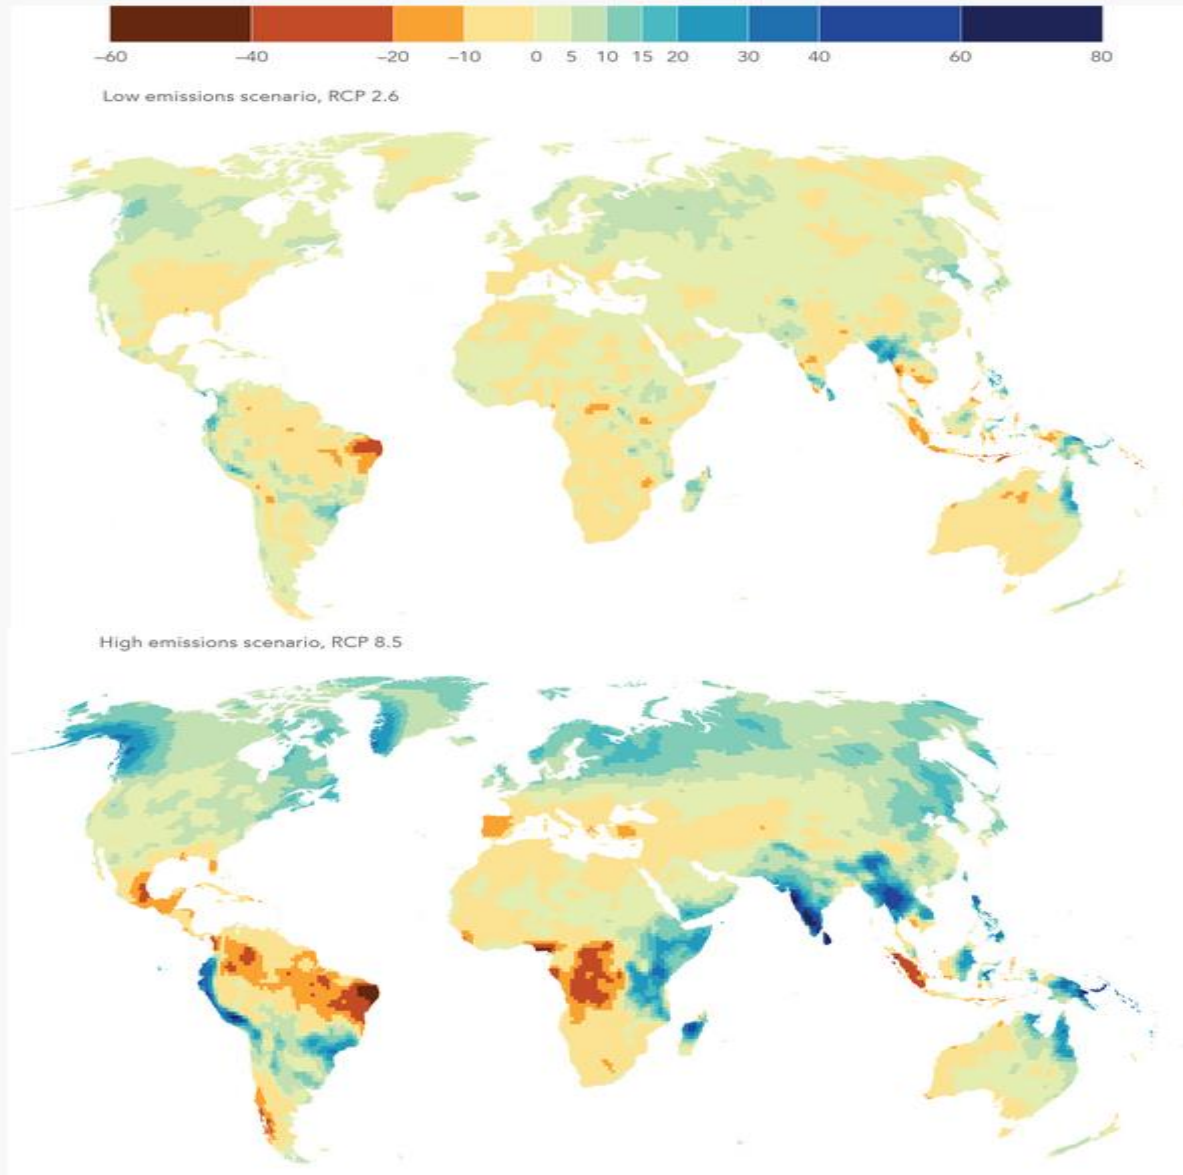 −60 −40 −20 −10 0 5 10 15 20 30 40 60 80
Low emissions scenario, RCP 2.6
High emissions scenario, RCP 8.5